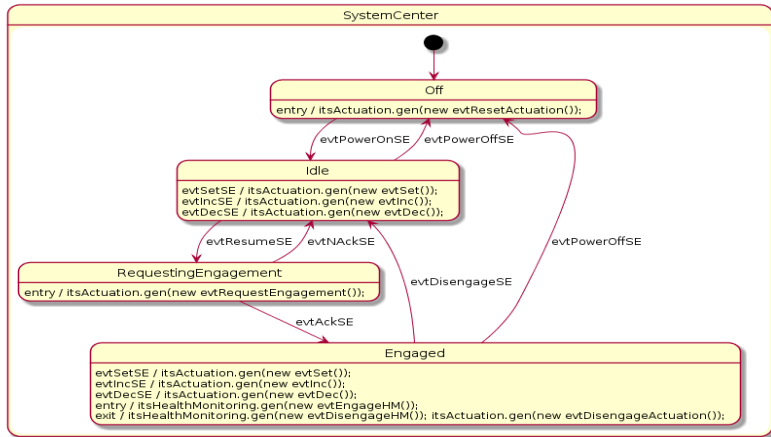 SystemCenter
Off
entry / itsActuation.gen(new evtResetActuation());
evtPowerOnSE
evtPowerOffSE
Idle
evtSetSE / itsActuation.gen(new evtSet());
evtIncSE / itsActuation.gen(new evtInc());
evtDecSE / itsActuation.gen(new evtDec());
evtResumeSE
evtNAckSE
evtPowerOffSE
RequestingEngagement
evtDisengageSE
entry / itsActuation.gen(new evtRequestEngagement());
evtAckSE
Engaged
evtSetSE / itsActuation.gen(new evtSet());
evtIncSE / itsActuation.gen(new evtInc());
evtDecSE / itsActuation.gen(new evtDec());
entry / itsHealthMonitoring.gen(new evtEngageHM());
exit / itsHealthMonitoring.gen(new evtDisengageHM()); itsActuation.gen(new evtDisengageActuation());